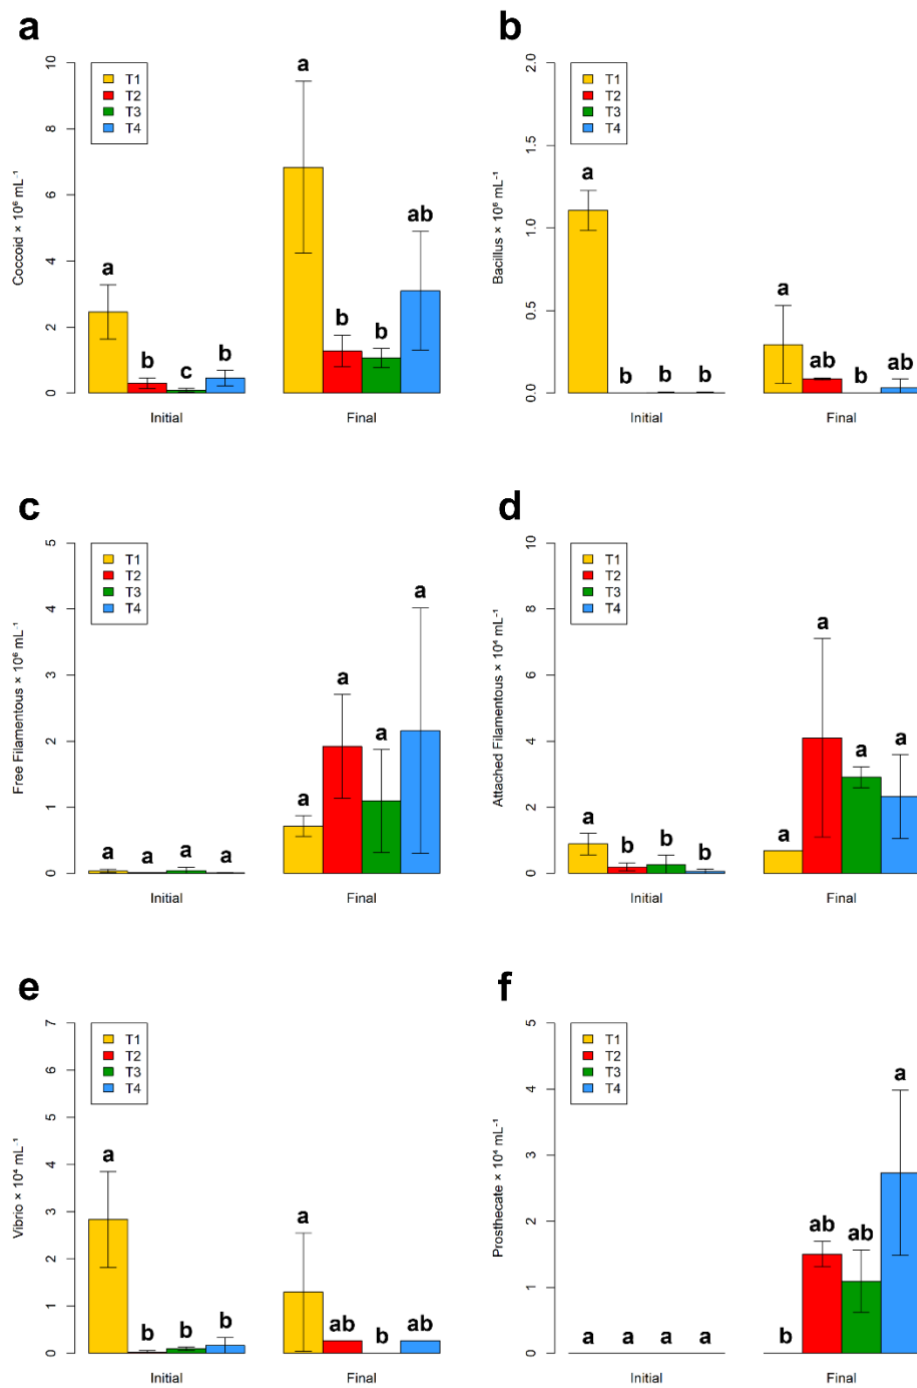 a
Coccoid × 10⁶ mL⁻¹
0 2 4 6 8 10
T1
T2
T3
T4
a b c b
a b b ab
Initial Final
b
Bacillus × 10⁶ mL⁻¹
0.0 0.5 1.0 1.5 2.0
T1
T2
T3
T4
a b b b
a ab b ab
Initial Final
c
Free Filamentous × 10⁶ mL⁻¹
0 1 2 3 4 5
T1
T2
T3
T4
a a a a
a a a a
Initial Final
d
Attached Filamentous × 10⁴ mL⁻¹
0 2 4 6 8 10
T1
T2
T3
T4
a b b b
a a a a
Initial Final
e
Vibrio × 10⁴ mL⁻¹
0 1 2 3 4 5 6 7
T1
T2
T3
T4
a b b b
a ab b ab
Initial Final
f
Prosthecate × 10⁴ mL⁻¹
0 1 2 3 4 5
T1
T2
T3
T4
a a a a
b ab ab a
Initial Final